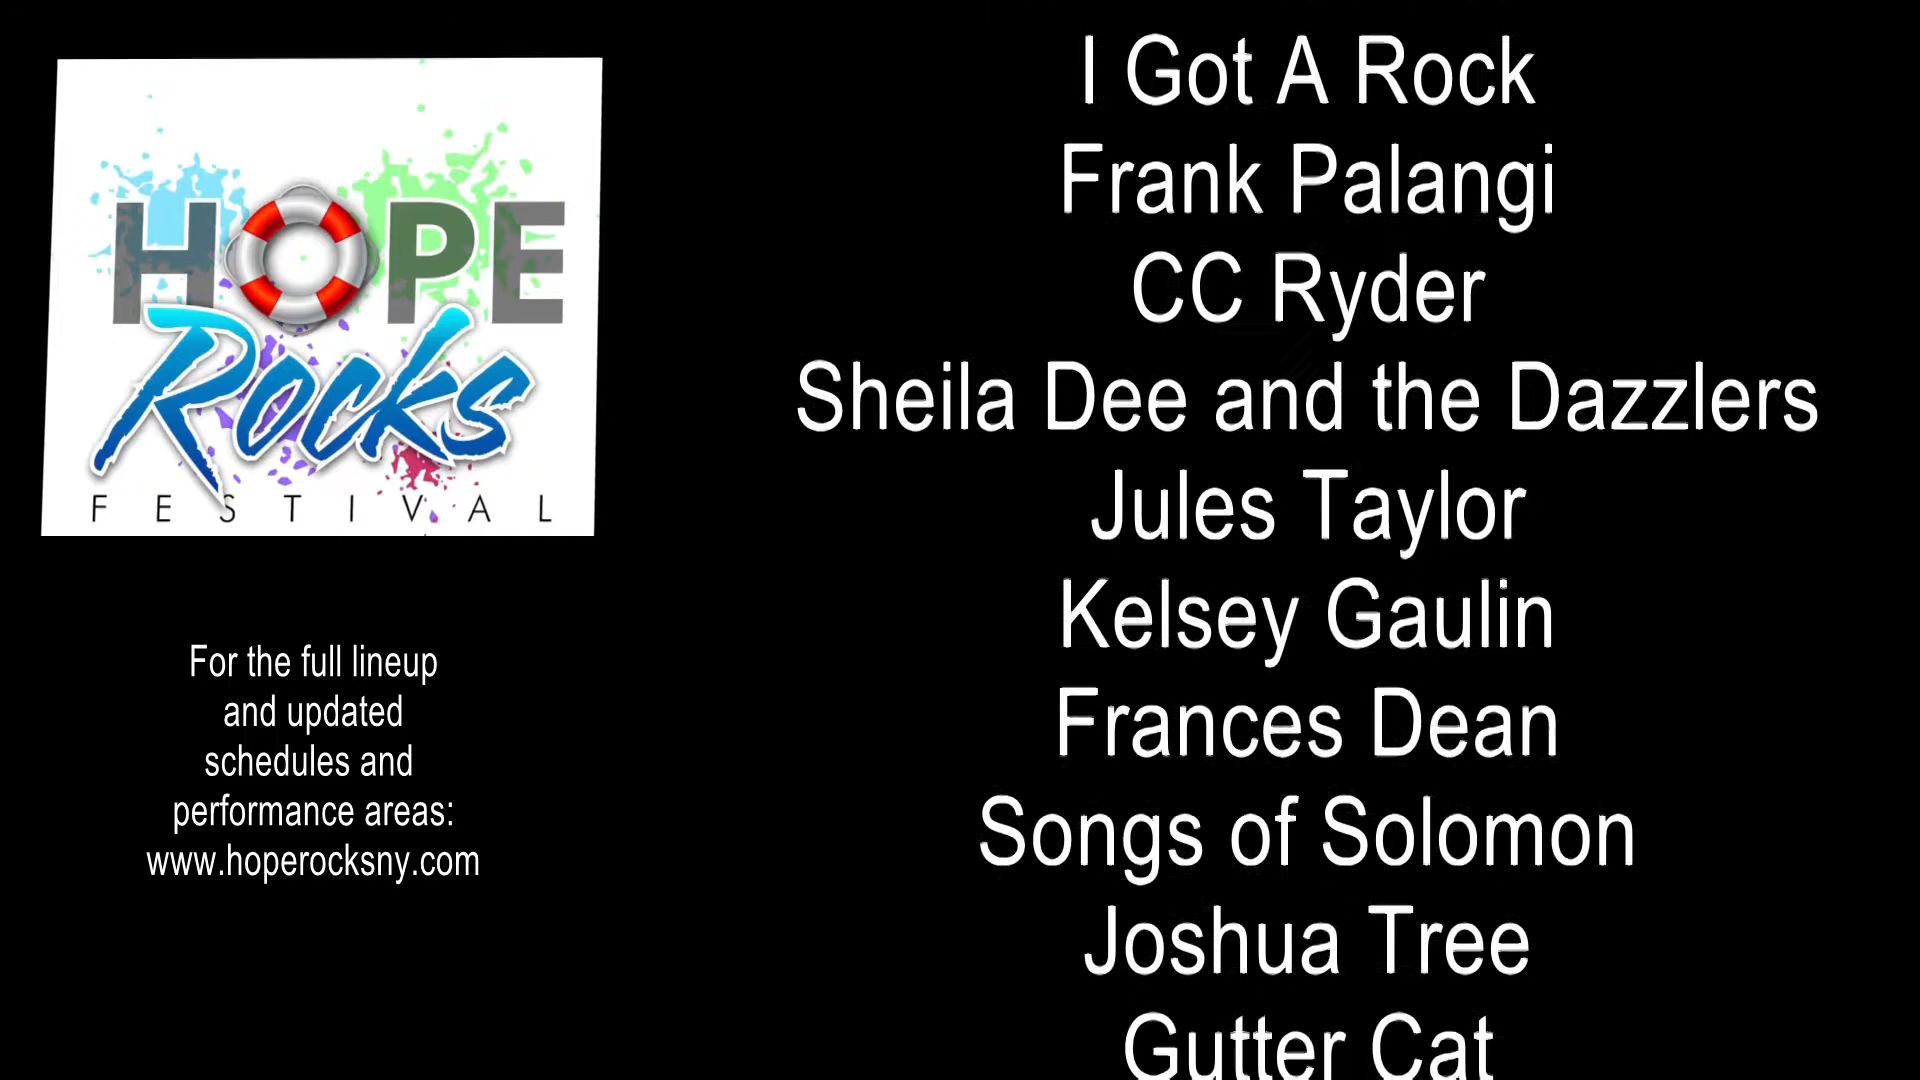 HOPE
Rocks
FESTIVAL
For the full lineup
and updated
schedules and
performance areas:
www.hoperocksny.com
I Got A Rock
Frank Palangi
CC Ryder
Sheila Dee and the Dazzlers
Jules Taylor
Kelsey Gaulin
Frances Dean
Songs of Solomon
Joshua Tree
Gutter Cat